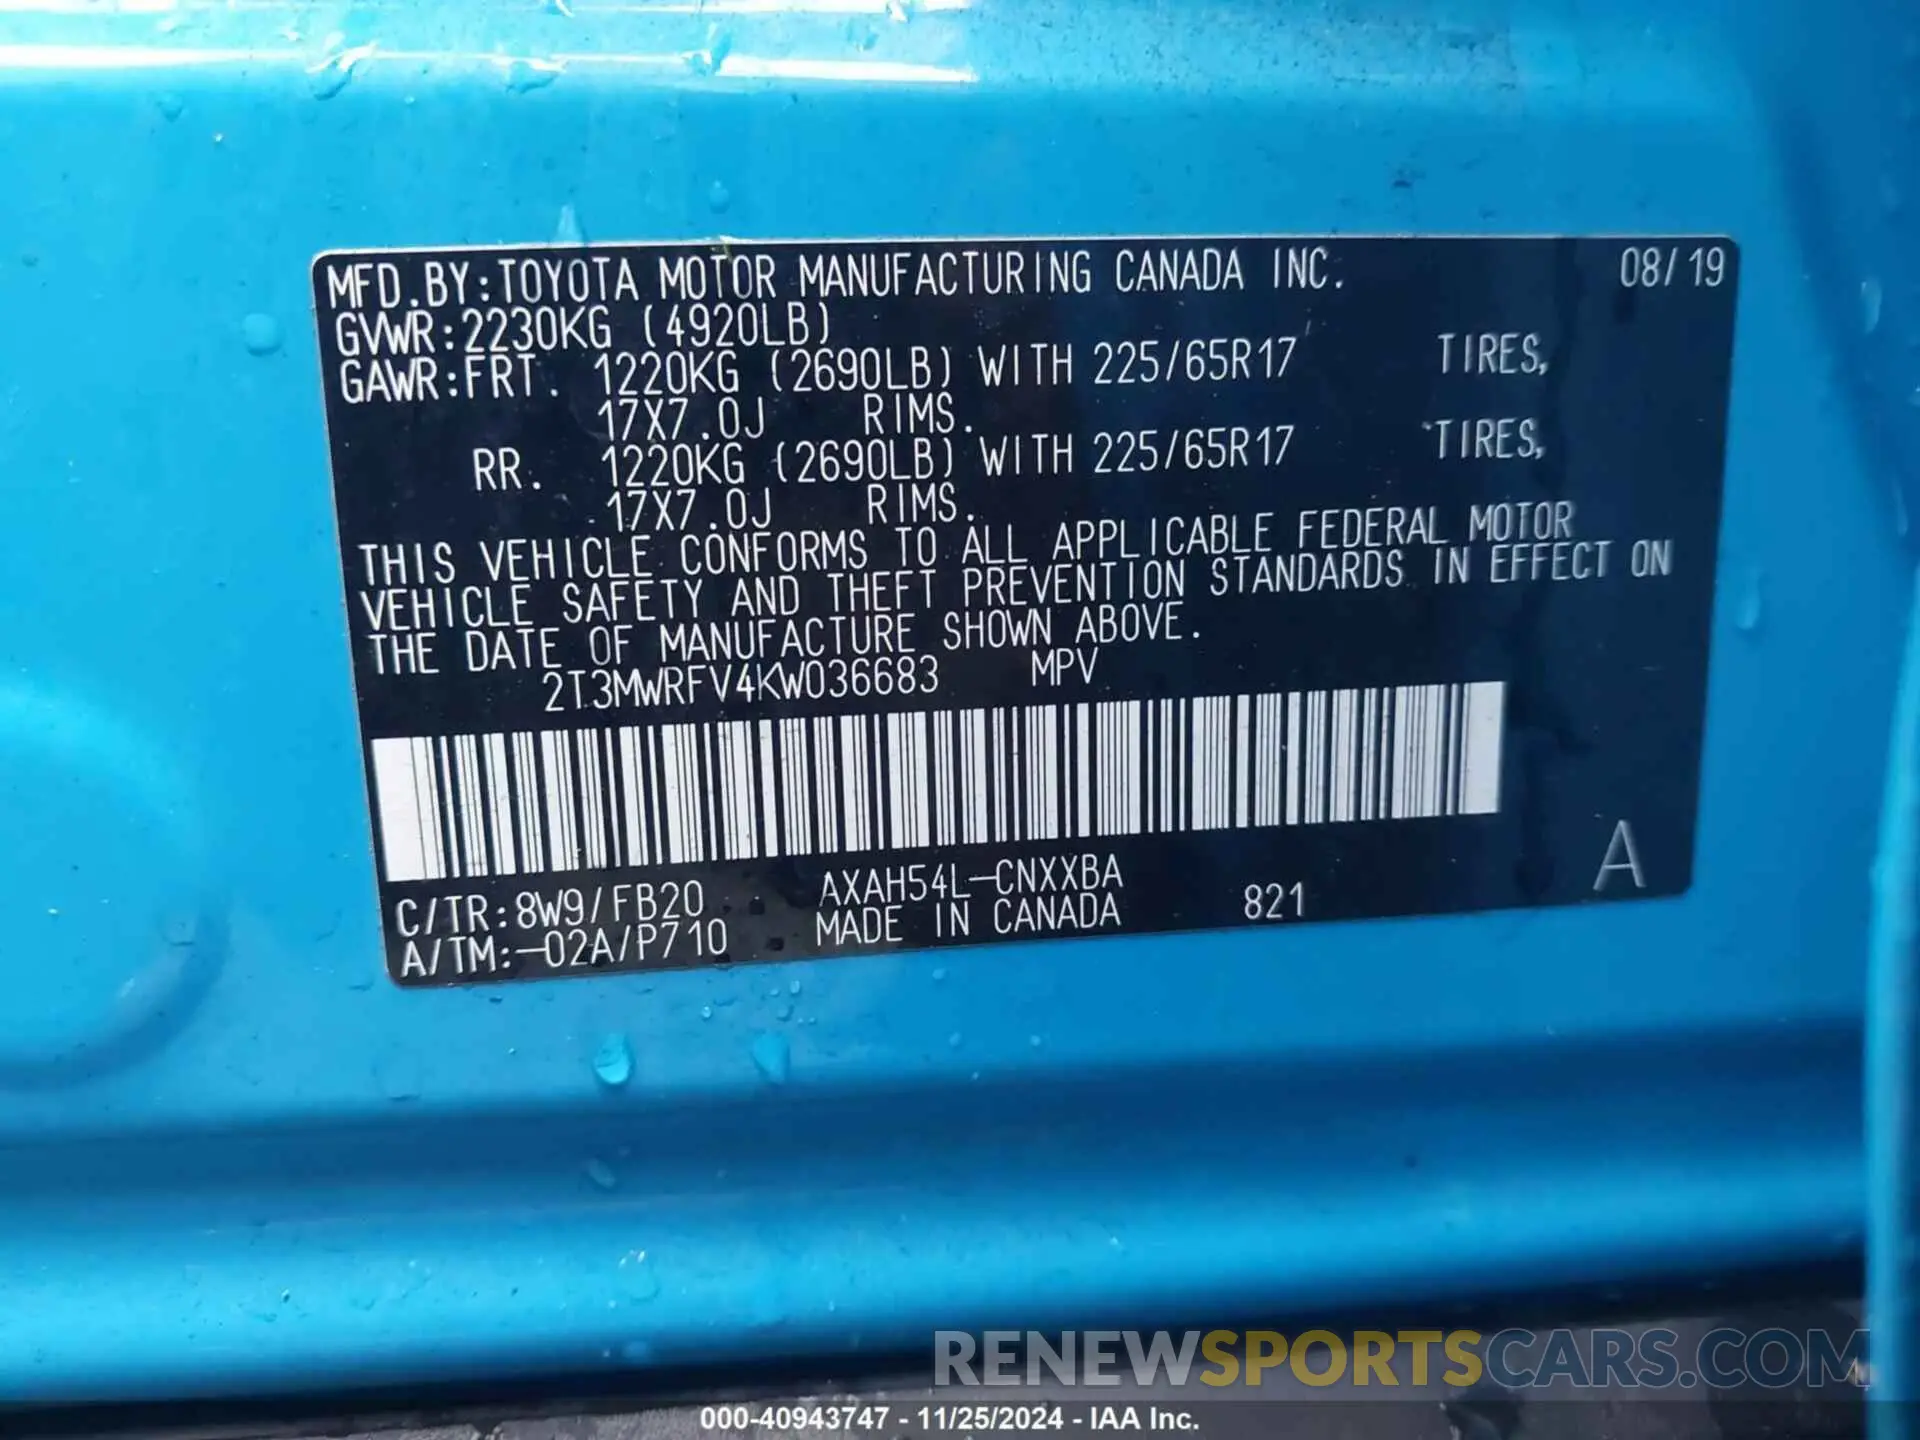 MFD.BY:TOYOTA MOTOR MANUFACTURING CANADA INC. 08/19
GVWR:2230KG (4920LB)
GAWR:FRT. 1220KG (2690LB) WITH 225/65R17 TIRES,
17X7.0J RIMS.
RR. 1220KG (2690LB) WITH 225/65R17 TIRES,
17X7.0J RIMS.
THIS VEHICLE CONFORMS TO ALL APPLICABLE FEDERAL MOTOR
VEHICLE SAFETY AND THEFT PREVENTION STANDARDS IN EFFECT ON
THE DATE OF MANUFACTURE SHOWN ABOVE.
2T3MWRFV4KW036683 MPV
C/TR:8W9/FB20 AXAH54L-CNXXBA A
A/TM:-02A/P710 MADE IN CANADA 821
RENEWSPORTSCARS.COM
000-40943747 - 11/25/2024 - IAA Inc.